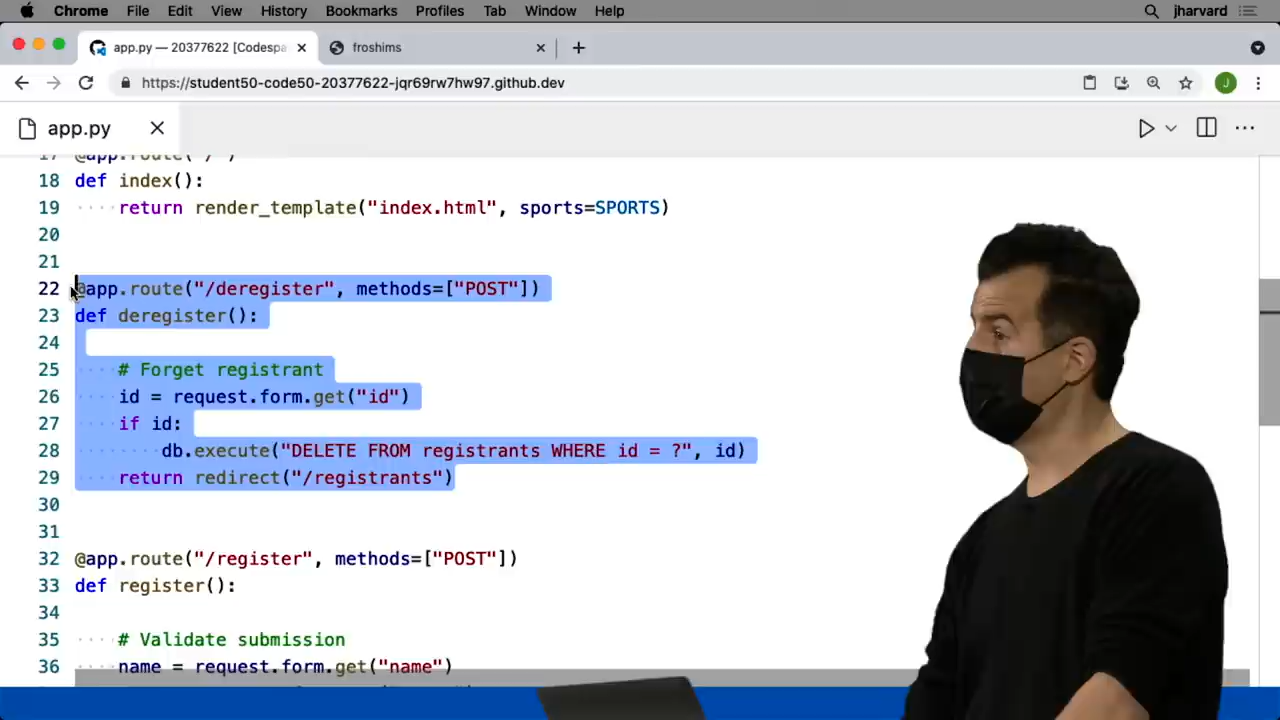 Chrome File Edit View History Bookmarks Profiles Tab Window Help jharvard
app.py — 20377622 [Codespa froshims
https://student50-code50-20377622-jqr69rw7hw97.github.dev J
app.py
17 @app.route("/")
18 def index():
19 return render_template("index.html", sports=SPORTS)
20
21
22 @app.route("/deregister", methods=["POST"])
23 def deregister():
24
25 # Forget registrant
26 id = request.form.get("id")
27 if id:
28 db.execute("DELETE FROM registrants WHERE id = ?", id)
29 return redirect("/registrants")
30
31
32 @app.route("/register", methods=["POST"])
33 def register():
34
35 # Validate submission
36 name = request.form.get("name")